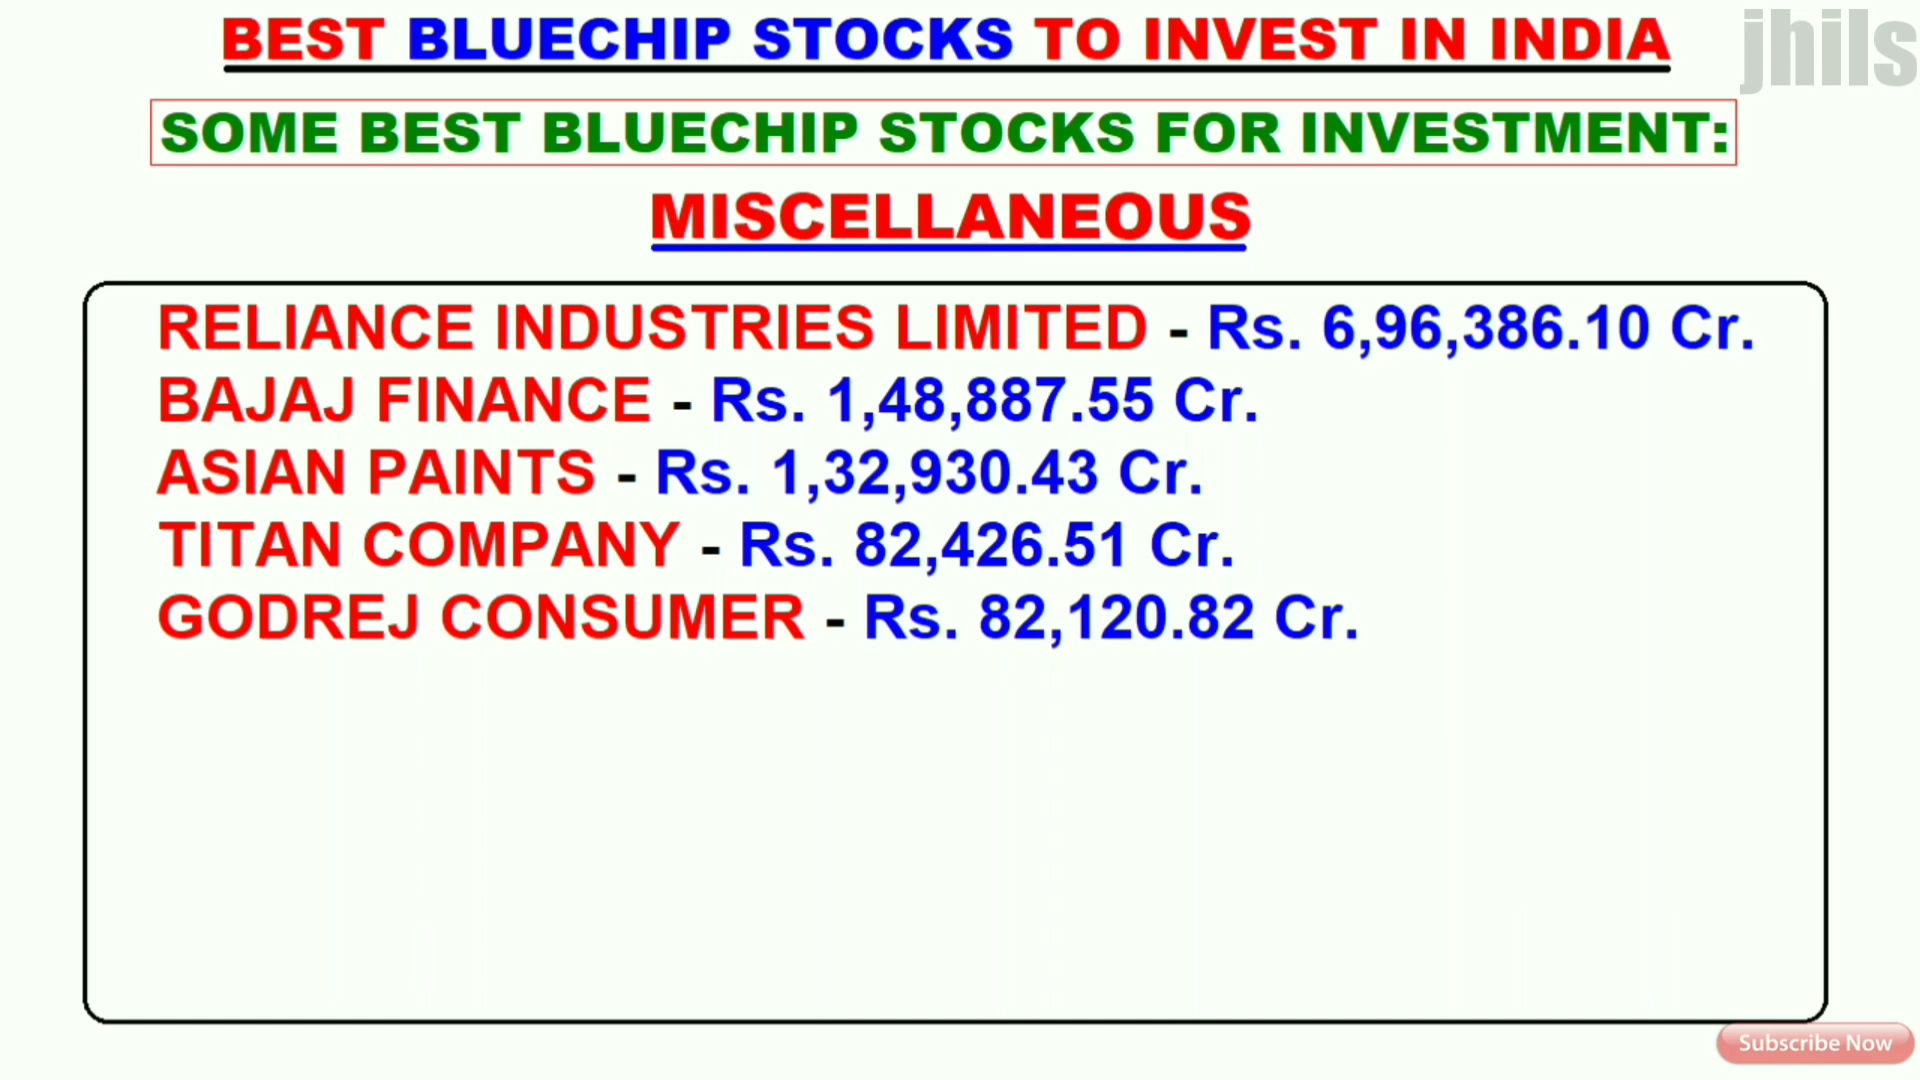 BEST BLUECHIP STOCKS TO INVEST IN INDIA
jhils
SOME BEST BLUECHIP STOCKS FOR INVESTMENT:
MISCELLANEOUS
RELIANCE INDUSTRIES LIMITED - Rs. 6,96,386.10 Cr.
BAJAJ FINANCE - Rs. 1,48,887.55 Cr.
ASIAN PAINTS - Rs. 1,32,930.43 Cr.
TITAN COMPANY - Rs. 82,426.51 Cr.
GODREJ CONSUMER - Rs. 82,120.82 Cr.
Subscribe Now